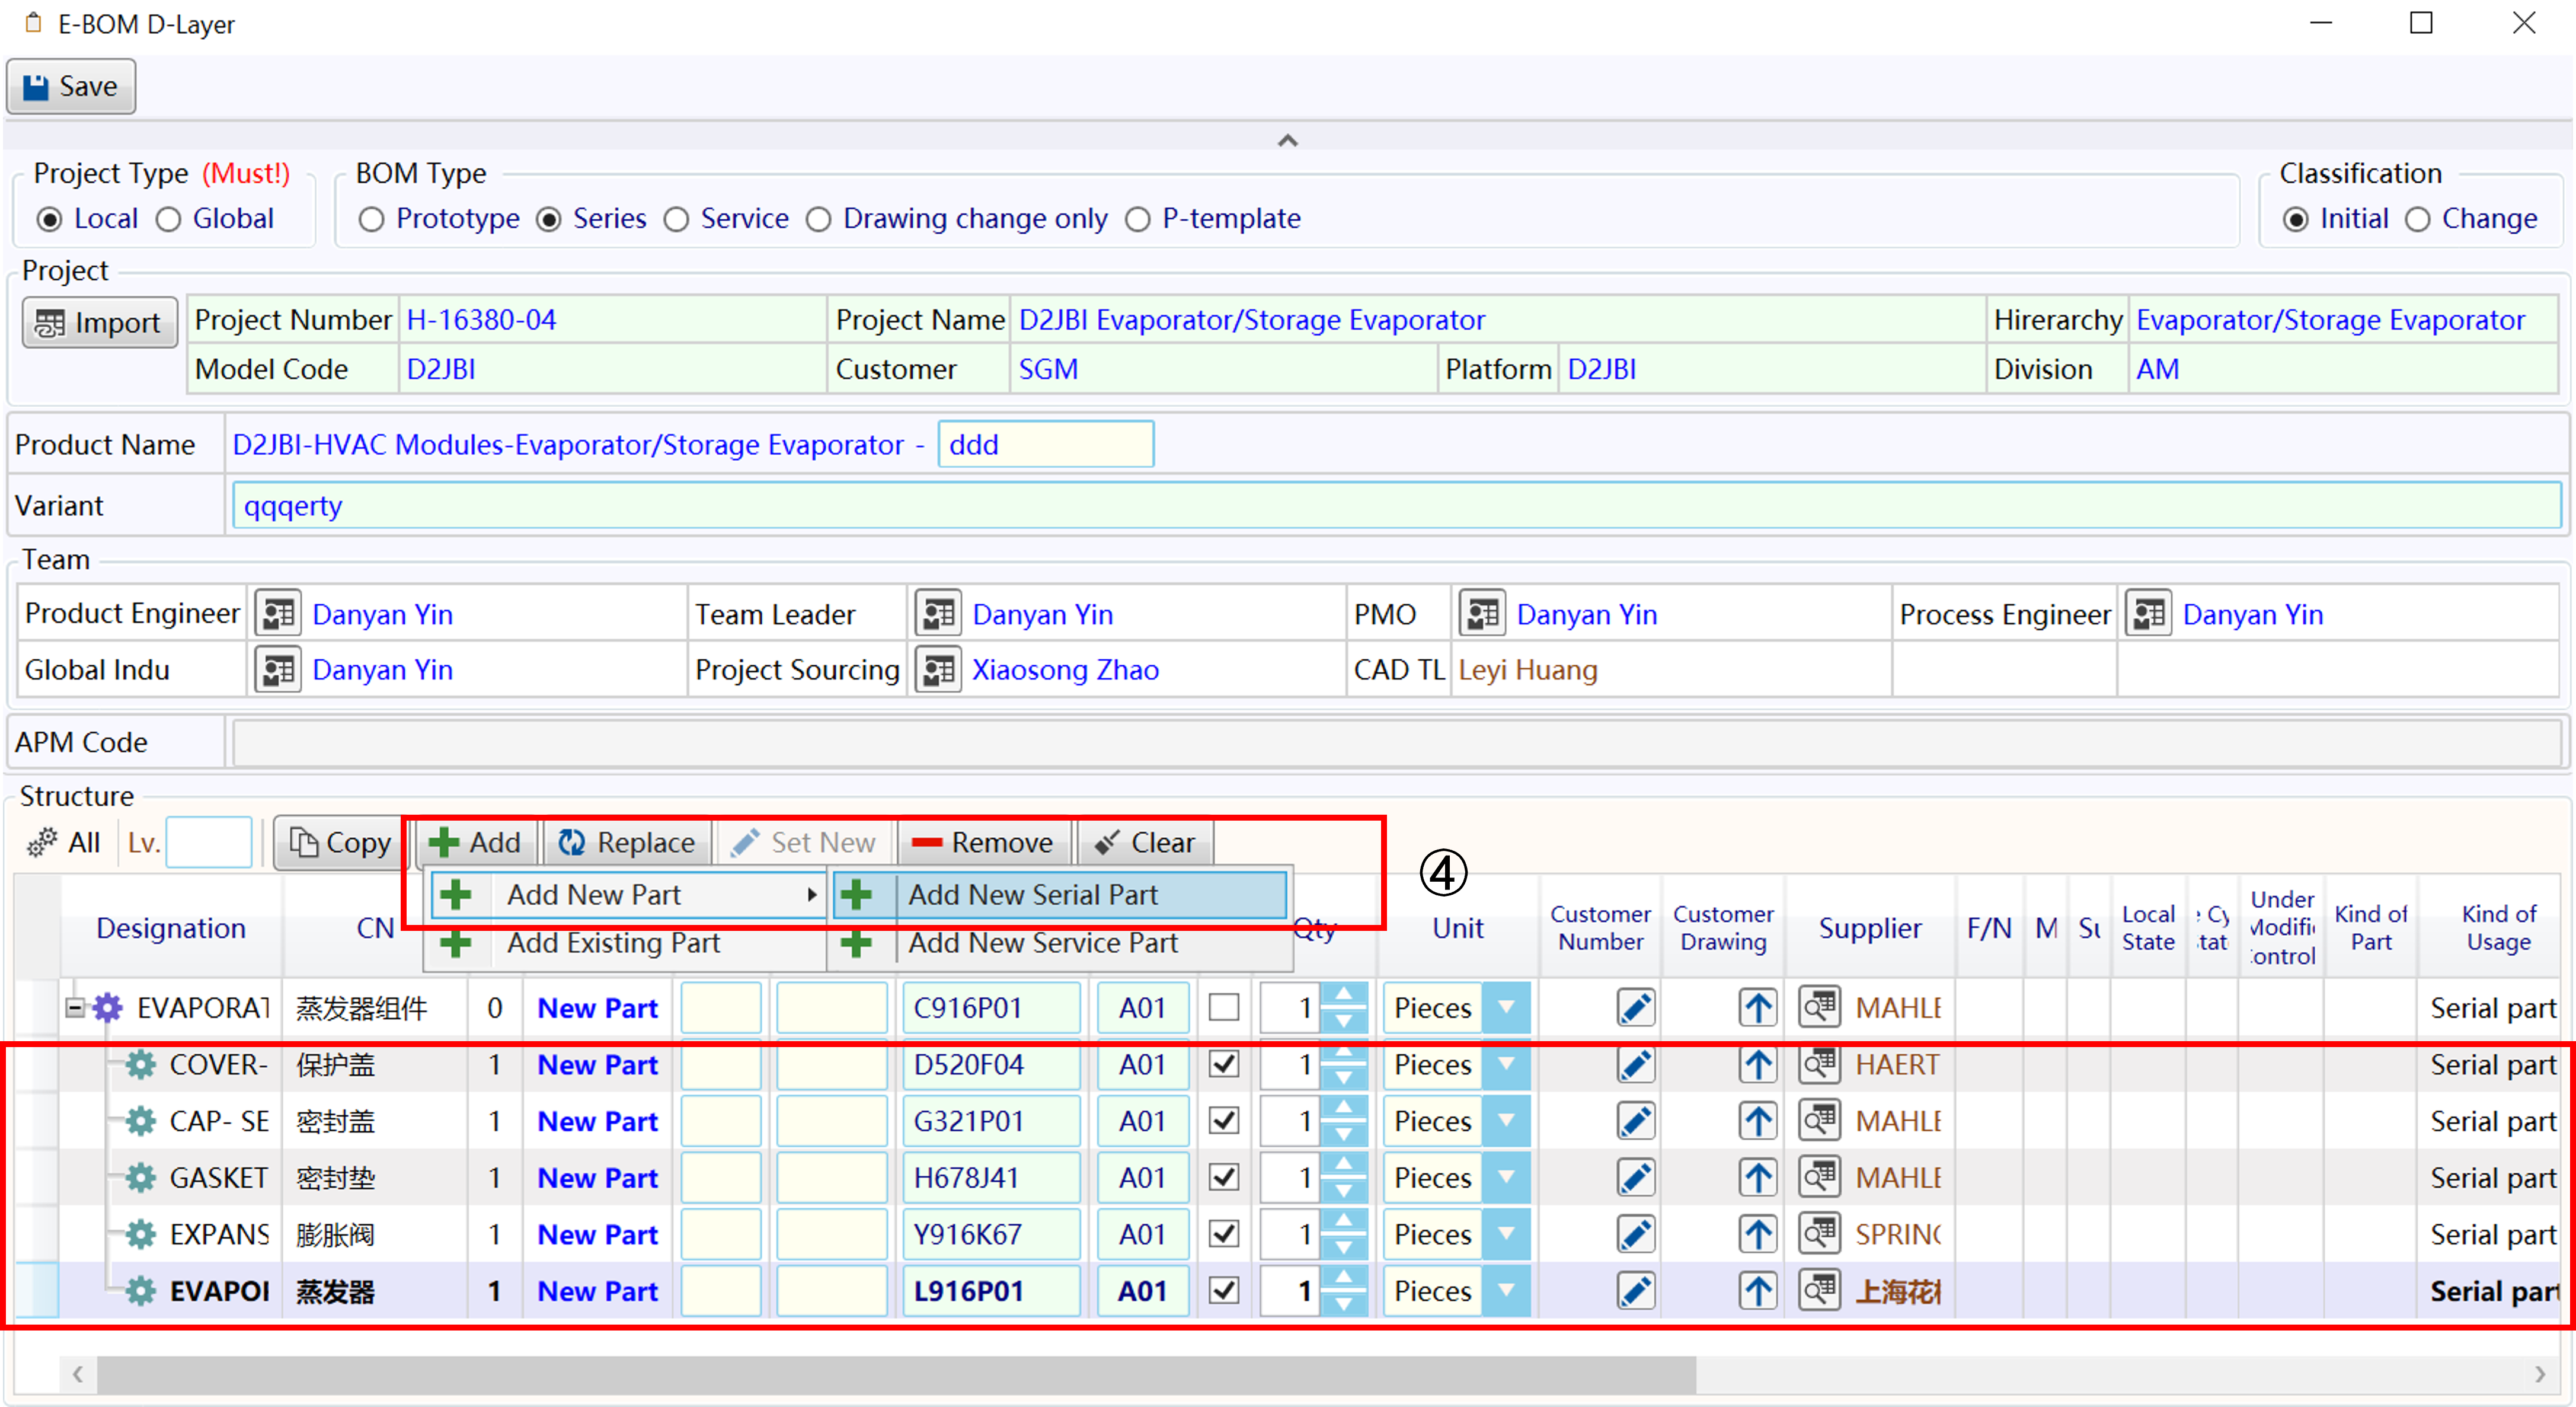 E-BOM D-Layer
Save
Project Type (Must!) BOM Type Classification
Local Global Prototype Series Service Drawing change only P-template Initial Change
Project
Import Project Number H-16380-04 Project Name D2JBI Evaporator/Storage Evaporator Hirerarchy Evaporator/Storage Evaporator
Model Code D2JBI Customer SGM Platform D2JBI Division AM
Product Name D2JBI-HVAC Modules-Evaporator/Storage Evaporator - ddd
Variant qqqerty
Team
Product Engineer Danyan Yin Team Leader Danyan Yin PMO Danyan Yin Process Engineer Danyan Yin
Global Indu Danyan Yin Project Sourcing Xiaosong Zhao CAD TL Leyi Huang
APM Code
Structure
All Lv. Copy Add Replace Set New Remove Clear ④
Add New Part Add New Serial Part
Add Existing Part Add New Service Part
Designation CN Qty Unit Customer Number Customer Drawing Supplier F/N M Su Local State Cy Under Kind of Part Kind of Usage
EVAPORAT 蒸发器组件 0 New Part C916P01 A01 1 Pieces MAHLE Serial part
COVER- 保护盖 1 New Part D520F04 A01 1 Pieces HAERT Serial part
CAP- SE 密封盖 1 New Part G321P01 A01 1 Pieces MAHLE Serial part
GASKET 密封垫 1 New Part H678J41 A01 1 Pieces MAHLE Serial part
EXPANS 膨胀阀 1 New Part Y916K67 A01 1 Pieces SPRIN Serial part
EVAPO 蒸发器 1 New Part L916P01 A01 1 Pieces 上海花 Serial part